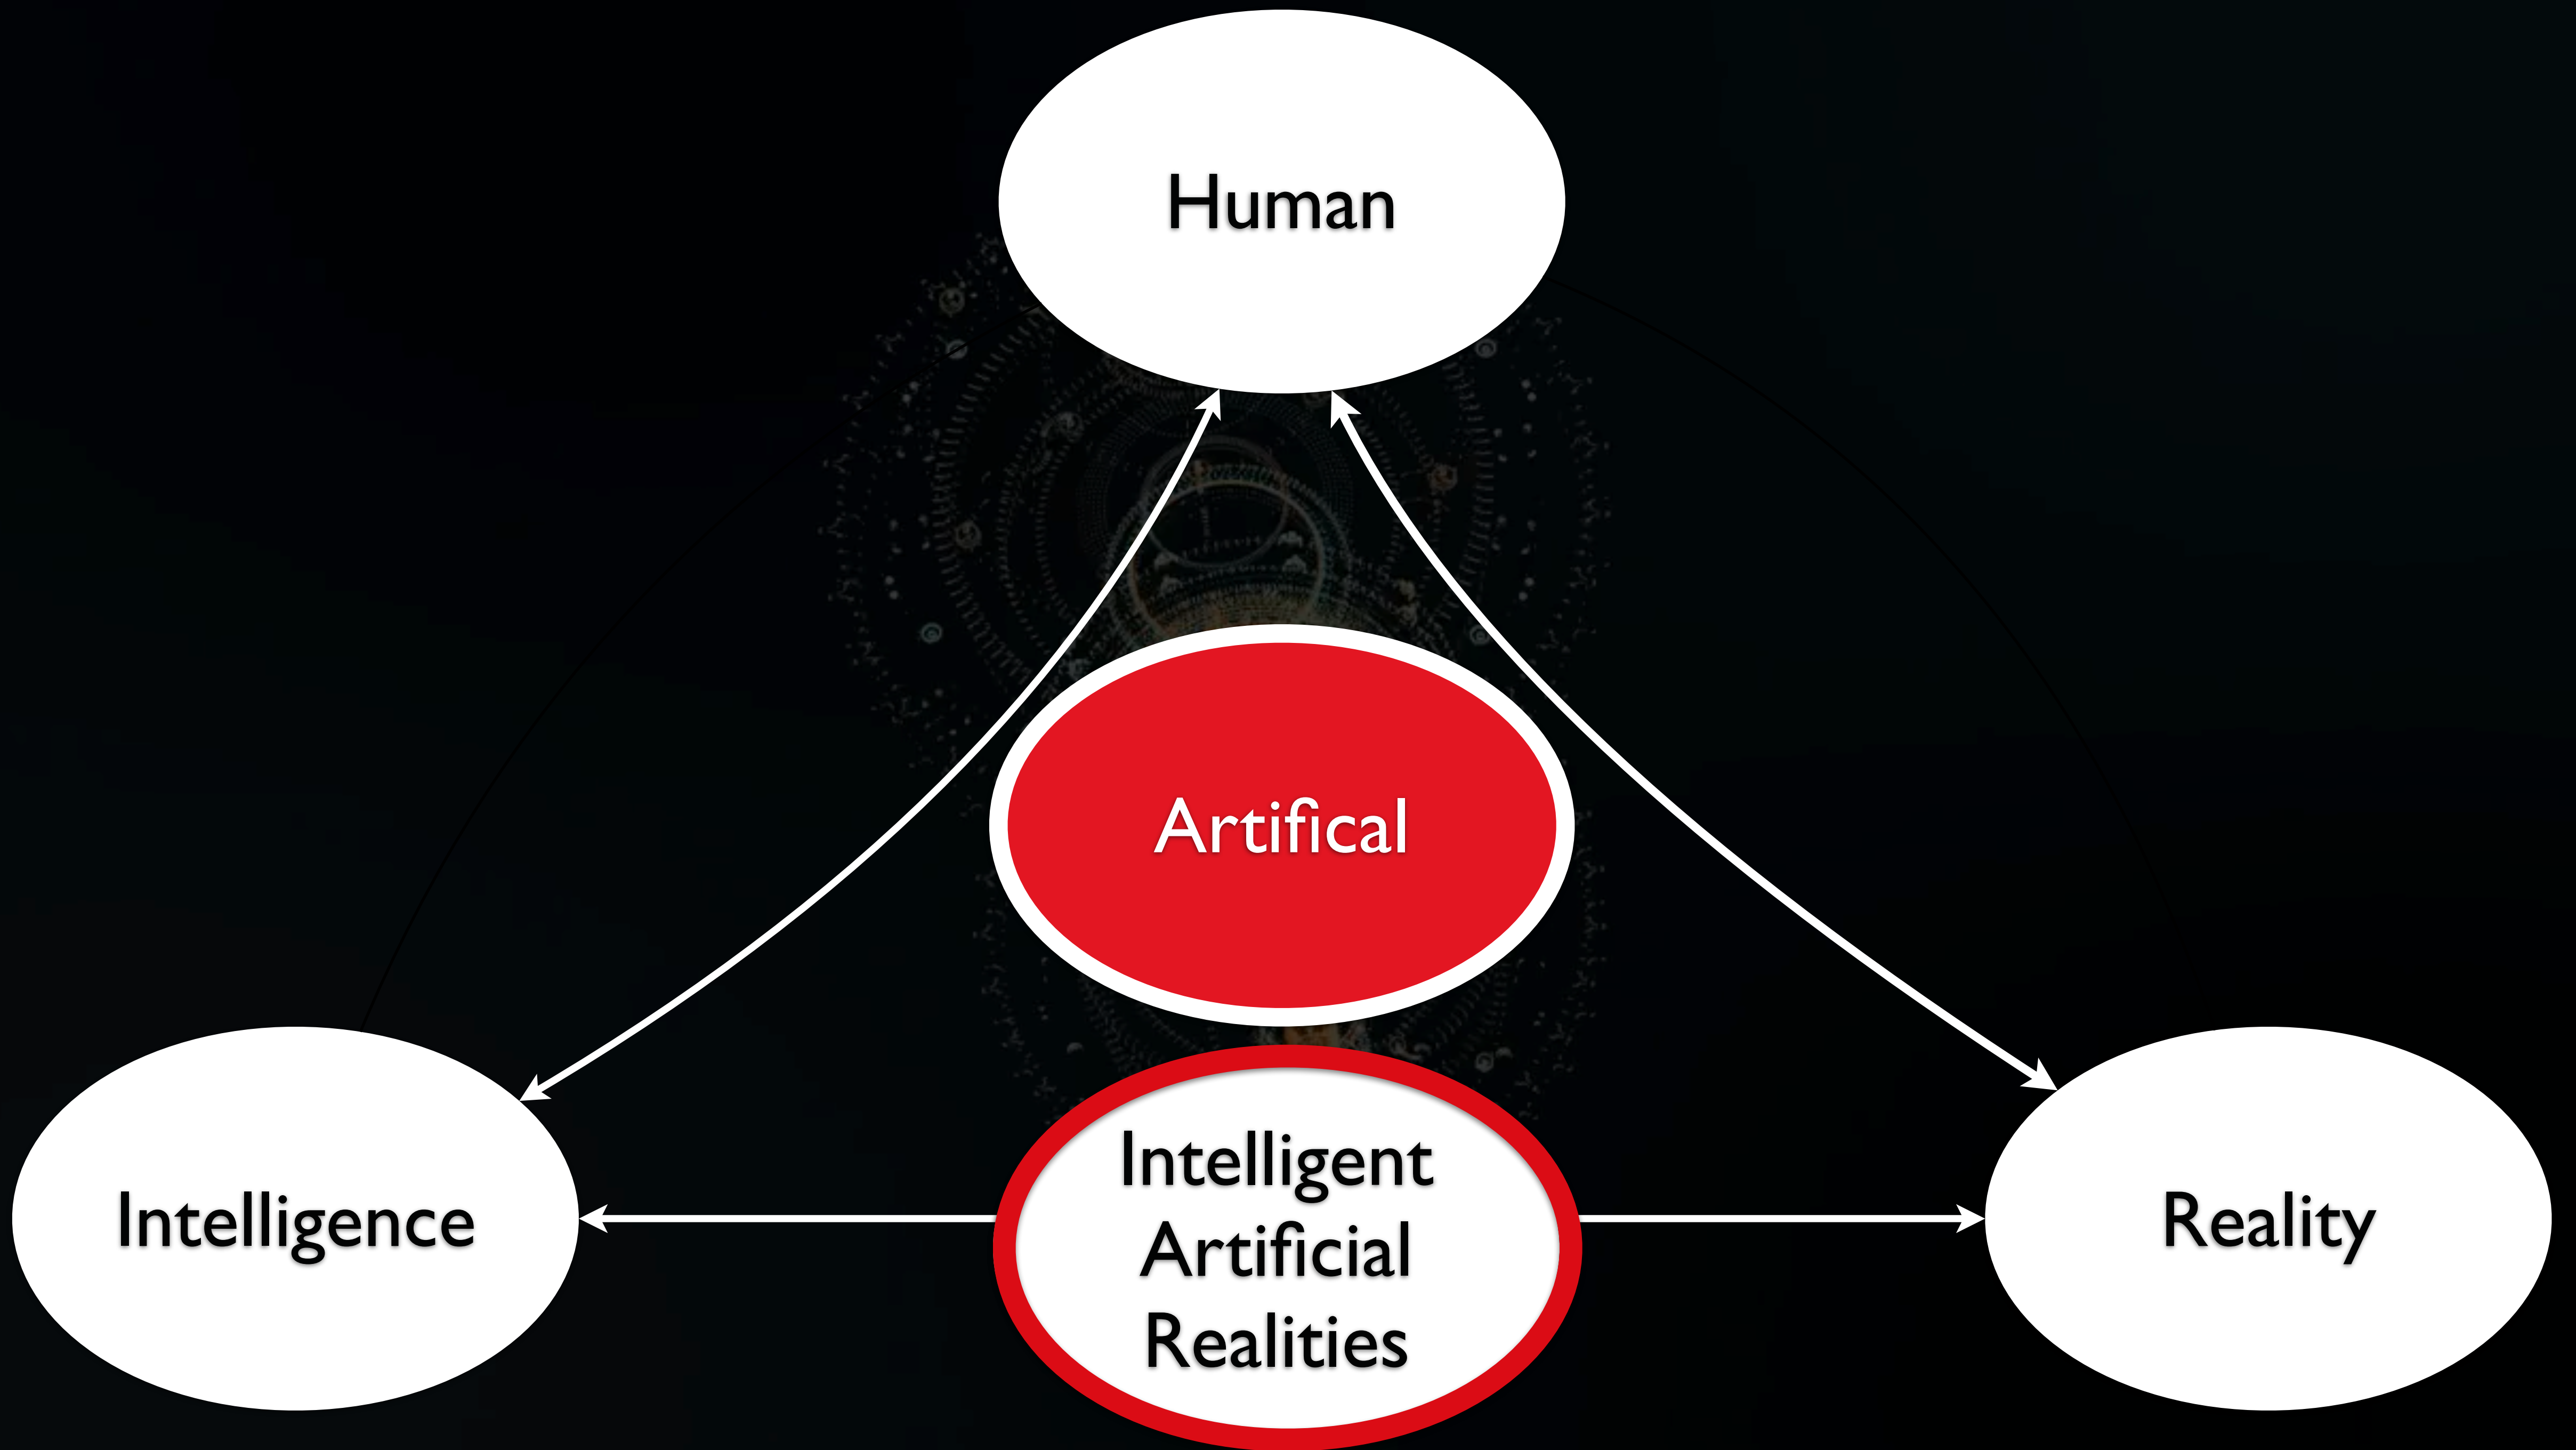 Human
Artifical
Intelligence
Intelligent
Artificial
Realities
Reality